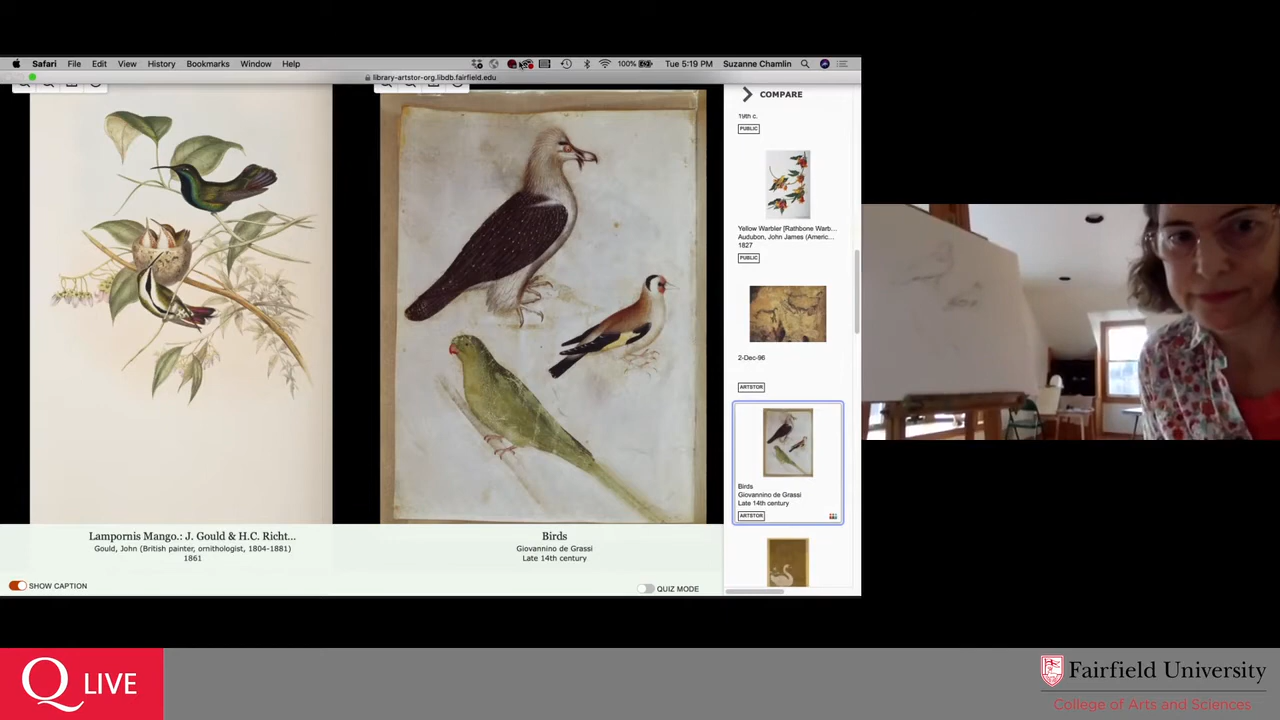 Safari File Edit View History Bookmarks Window Help 100% Tue 5:19 PM Suzanne Chamlin
library-artstor-org.libdb.fairfield.edu
COMPARE
19th c.
PUBLIC
Yellow Warbler [Rathbone Warb...
Audubon, John James (Americ...
1827
PUBLIC
2-Dec-96
ARTSTOR
Birds
Giovannino de Grassi
Late 14th century
ARTSTOR
Lampornis Mango.: J. Gould & H.C. Richt...
Gould, John (British painter, ornithologist, 1804-1881)
1861
Birds
Giovannino de Grassi
Late 14th century
SHOW CAPTION
QUIZ MODE
Q LIVE
Fairfield University
College of Arts and Sciences